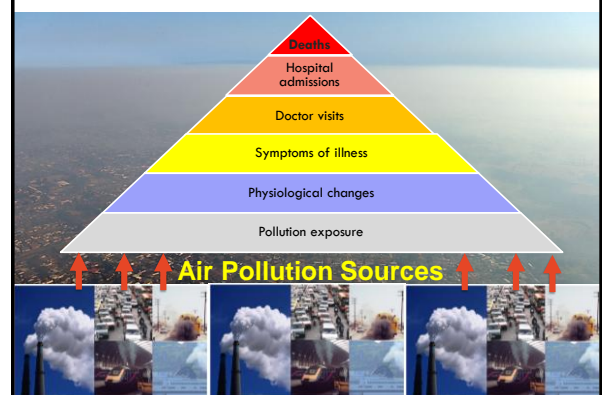 Deaths
Hospital
admissions
Doctor visits
Symptoms of illness
Physiological changes
Pollution exposure
Air Pollution Sources